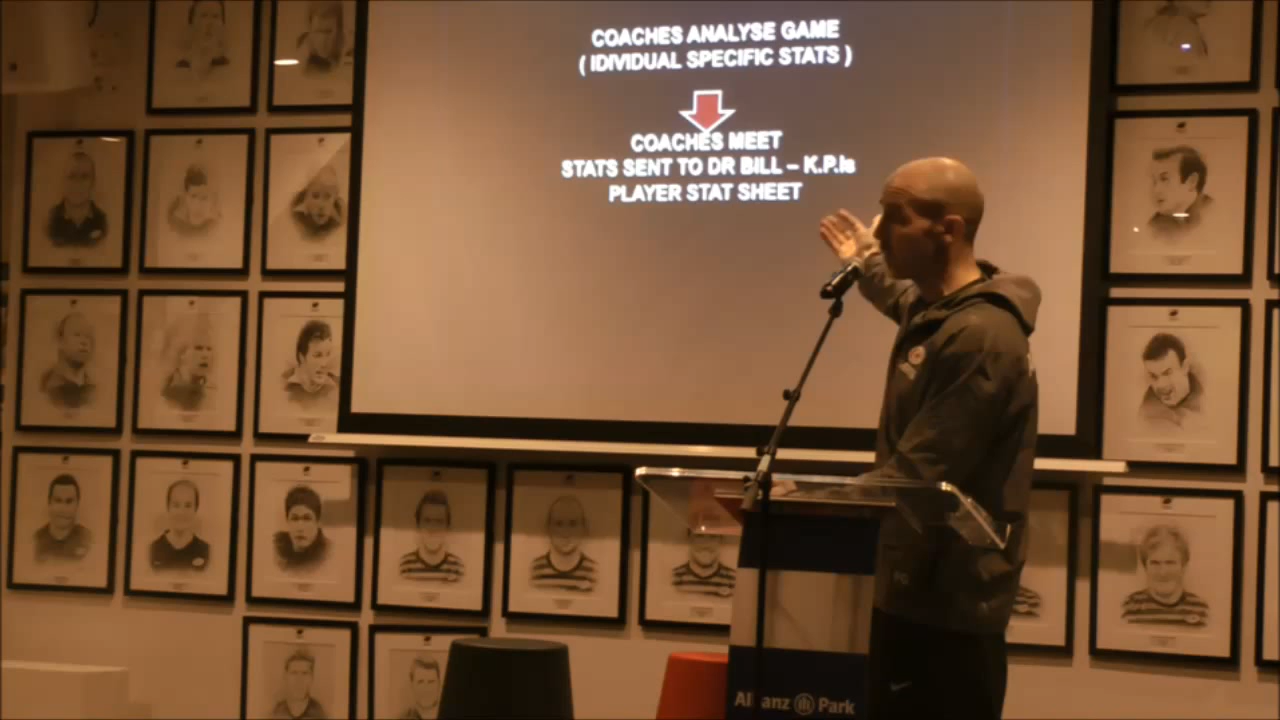 COACHES ANALYSE GAME
( IDIVIDUAL SPECIFIC STATS )
COACHES MEET
STATS SENT TO DR BILL – K.P.Is
PLAYER STAT SHEET
PG
Allianz Park